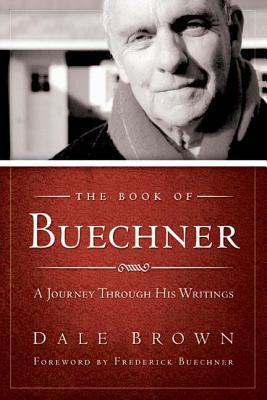 THE BOOK OF
BUECHNER
A JOURNEY THROUGH HIS WRITINGS
DALE BROWN
FOREWORD BY FREDERICK BUECHNER